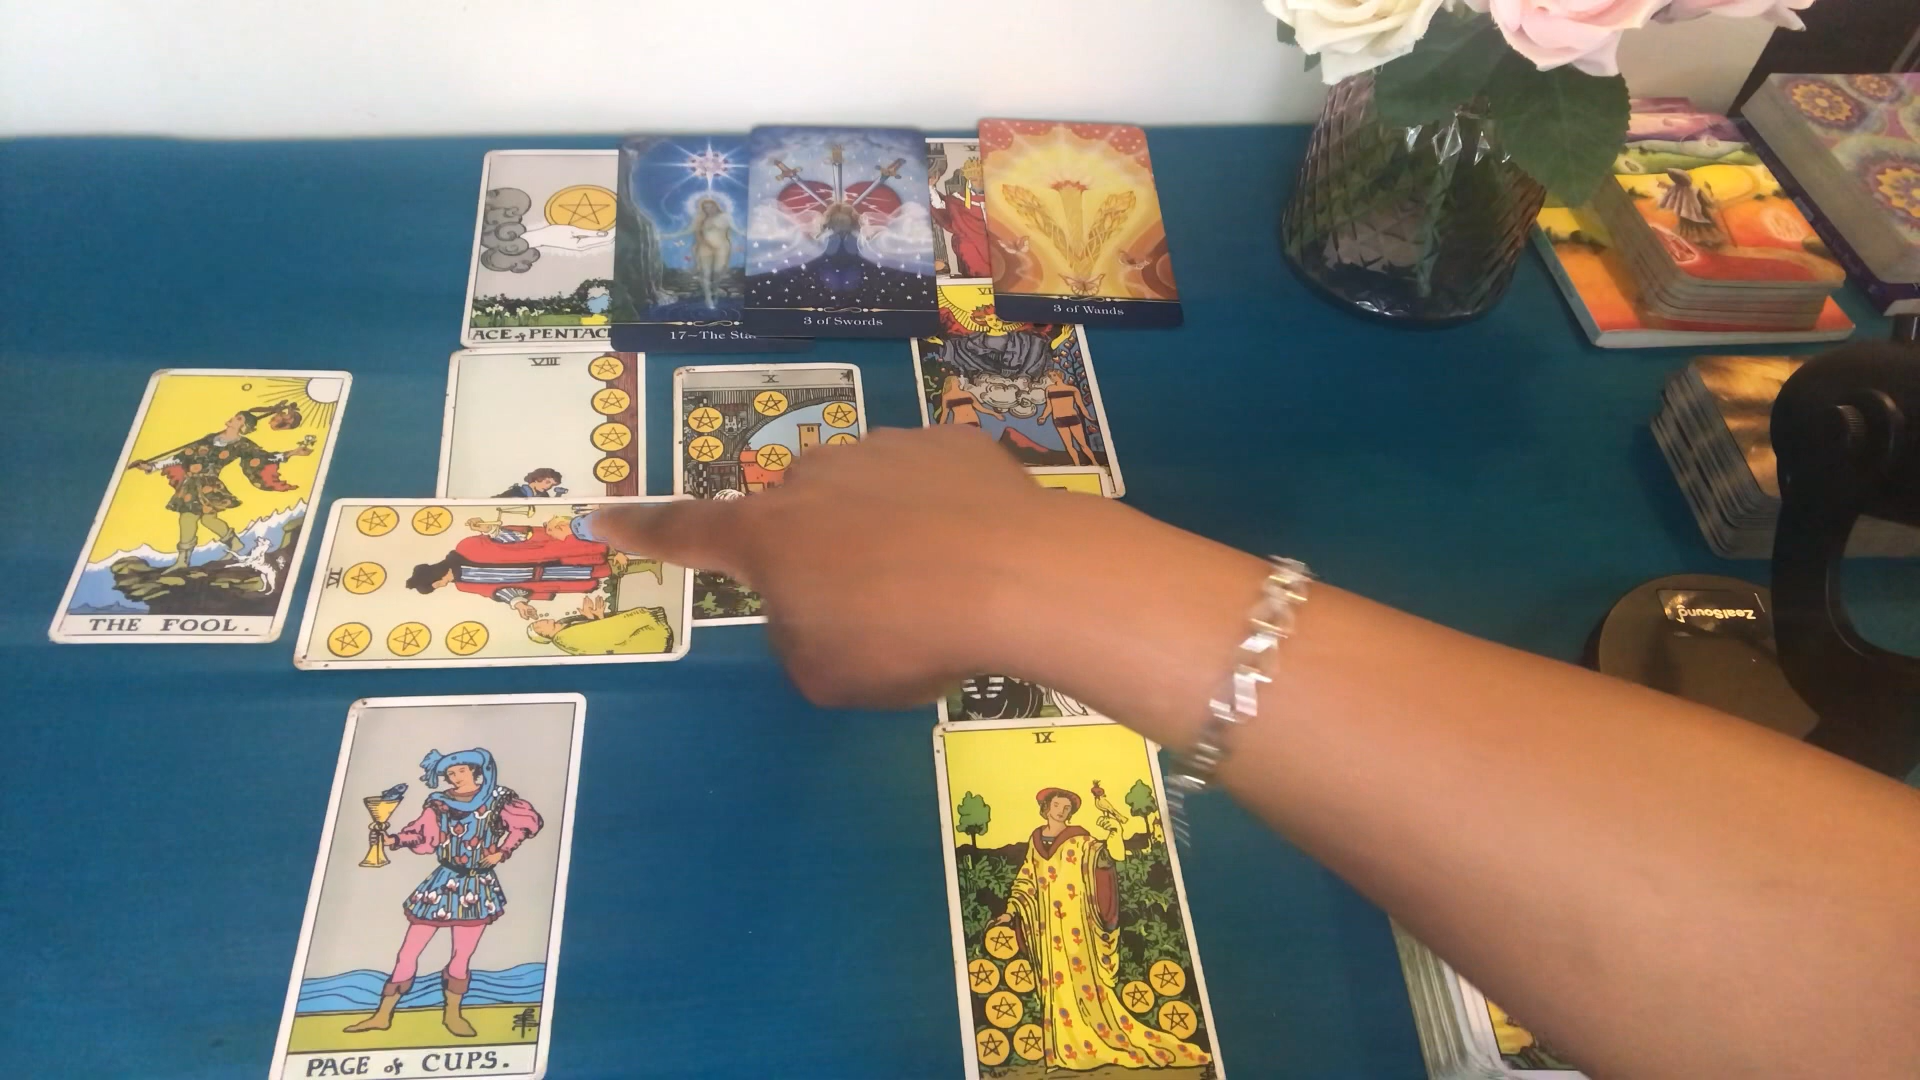 ACE of PENTAC
17~The Sta
3 of Swords
3 of Wands
VIII
X
VI
THE FOOL.
PAGE of CUPS.
IX
ZealSound